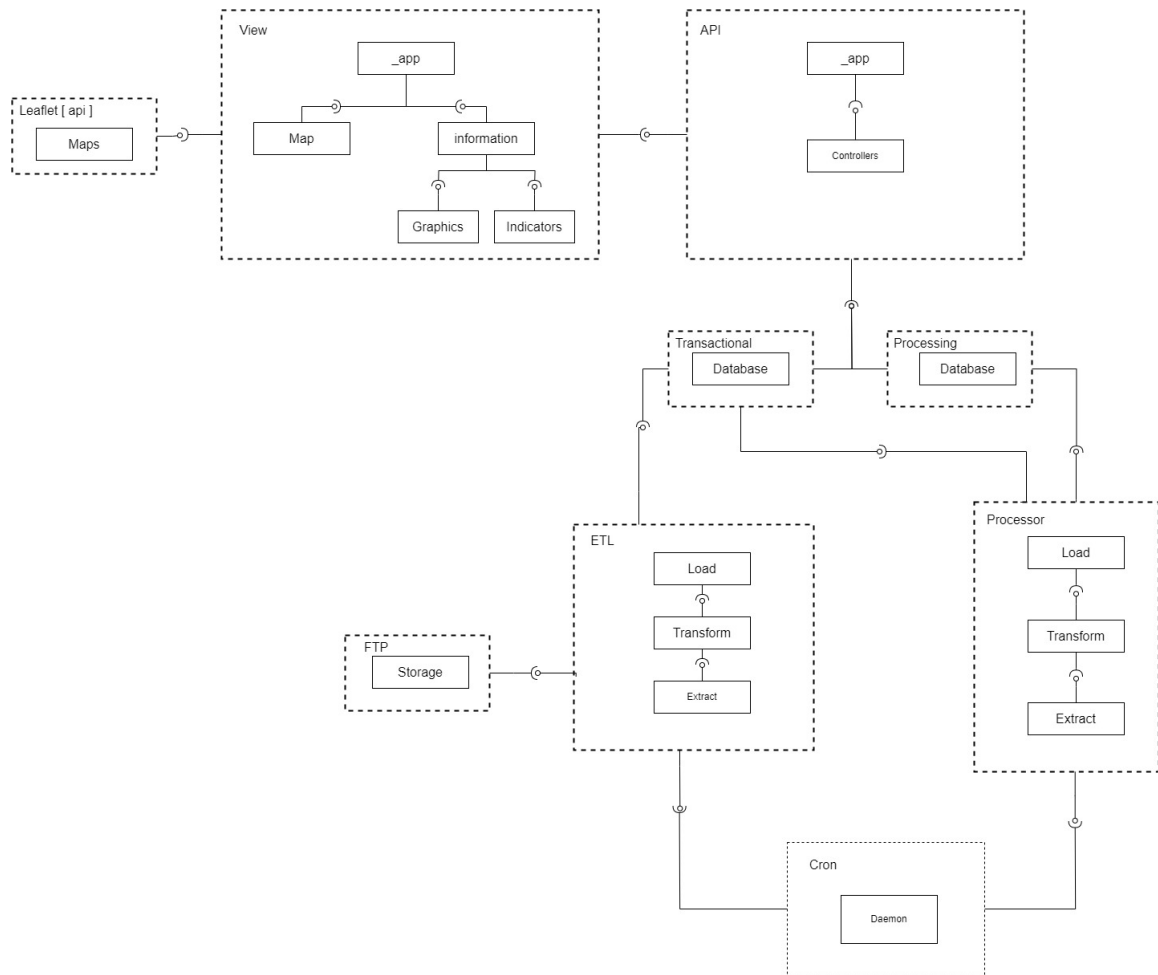 View
API
_app
_app
Leaflet [ api ]
Maps
Map
information
Controllers
Graphics
Indicators
Transactional
Database
Processing
Database
Processor
ETL
Load
Load
Transform
Transform
FTP
Storage
Extract
Extract
Cron
Daemon